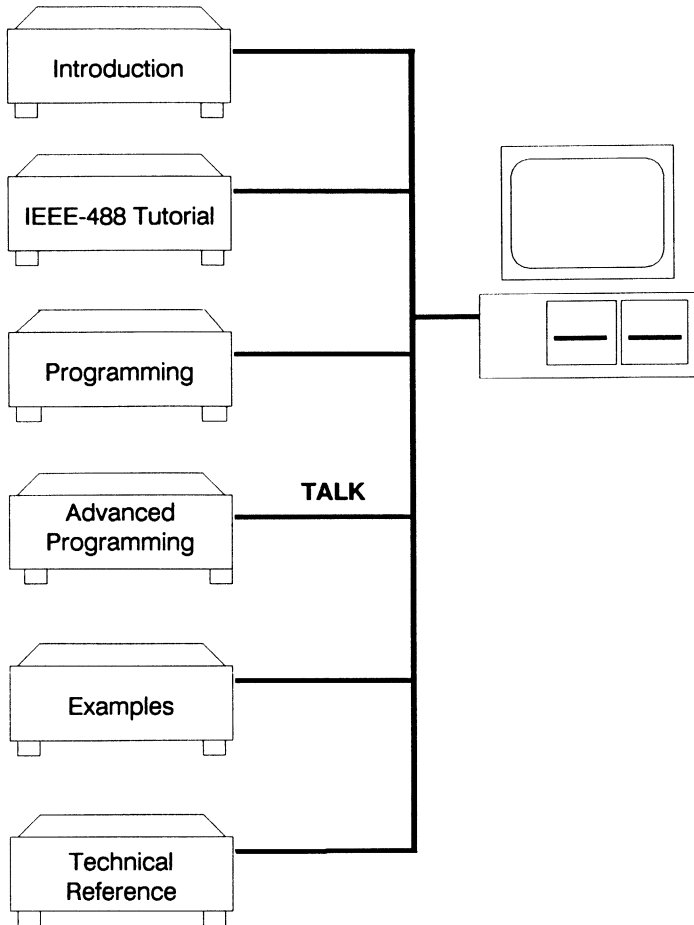 Introduction
IEEE-488 Tutorial
Programming
TALK
Advanced
Programming
Examples
Technical
Reference